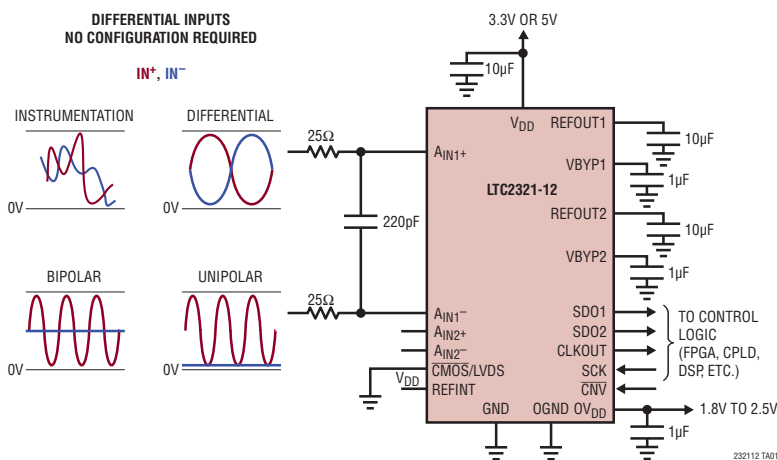 DIFFERENTIAL INPUTS
NO CONFIGURATION REQUIRED
IN+, IN−
INSTRUMENTATION
DIFFERENTIAL
0V
0V
BIPOLAR
UNIPOLAR
0V
0V
25Ω
220pF
25Ω
3.3V OR 5V
10µF
VDD
AIN1+
LTC2321-12
AIN1−
AIN2+
AIN2−
CMOS/LVDS
VDD
REFINT
GND
OGND
OVDD
REFOUT1
10µF
VBYP1
1µF
REFOUT2
10µF
VBYP2
1µF
SDO1
SDO2
CLKOUT
SCK
CNV
TO CONTROL
LOGIC
(FPGA, CPLD,
DSP, ETC.)
1.8V TO 2.5V
1µF
232112 TA01